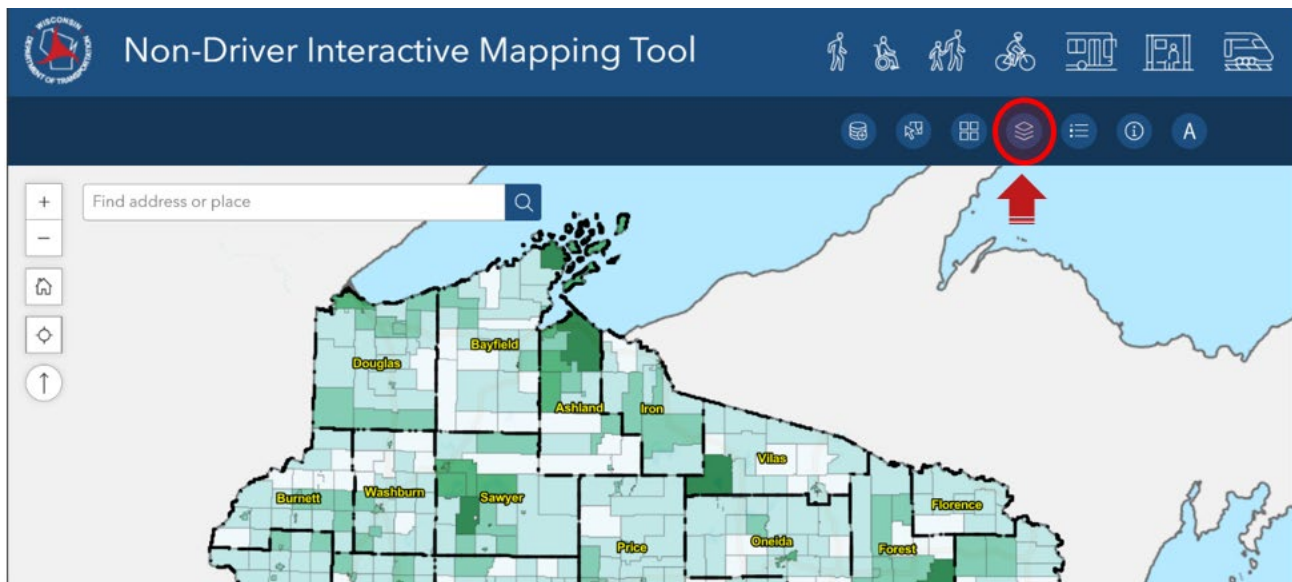 WISCONSIN
DEPARTMENT OF TRANSPORTATION
Non-Driver Interactive Mapping Tool
A
+
Find address or place
−
Bayfield
Douglas
Ashland
Iron
Vilas
Burnett
Washburn
Sawyer
Florence
Price
Oneida
Forest